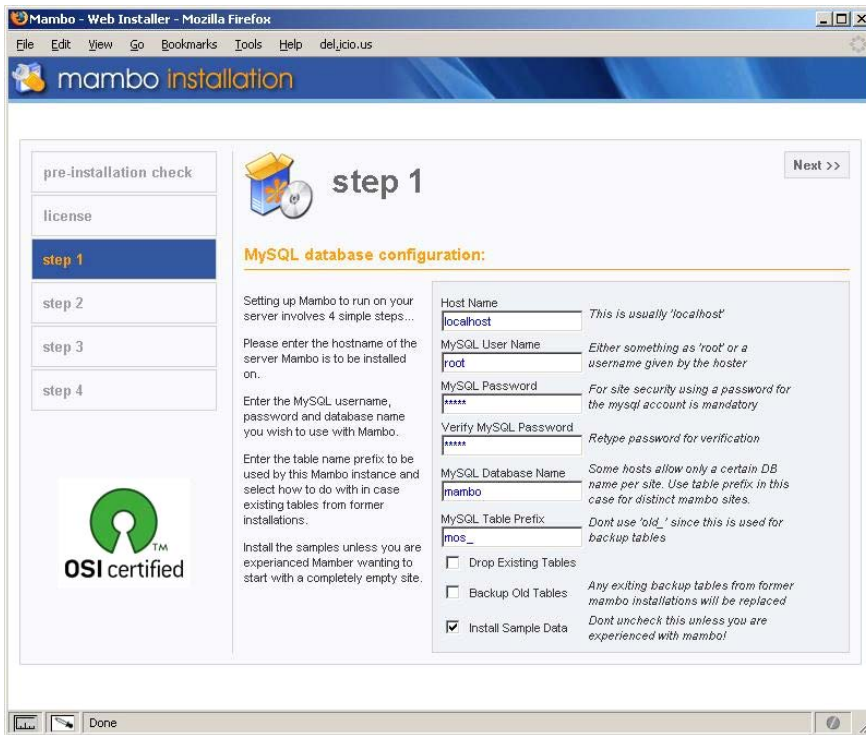 Mambo - Web Installer - Mozilla Firefox
File Edit View Go Bookmarks Tools Help del.icio.us
mambo installation
pre-installation check
license
step 1
step 2
step 3
step 4
OSI certified
TM
step 1
Next >>
MySQL database configuration:
Setting up Mambo to run on your
server involves 4 simple steps...
Please enter the hostname of the
server Mambo is to be installed
on.
Enter the MySQL username,
password and database name
you wish to use with Mambo.
Enter the table name prefix to be
used by this Mambo instance and
select how to do with in case
existing tables from former
installations.
Install the samples unless you are
experienced Mamber wanting to
start with a completely empty site.
Host Name
localhost
This is usually 'localhost'
MySQL User Name
root
Either something as 'root' or a
username given by the hoster
MySQL Password
*****
For site security using a password for
the mysql account is mandatory
Verify MySQL Password
*****
Retype password for verification
MySQL Database Name
mambo
Some hosts allow only a certain DB
name per site. Use table prefix in this
case for distinct mambo sites.
MySQL Table Prefix
mos_
Dont use 'old_' since this is used for
backup tables
Drop Existing Tables
Backup Old Tables
Any exiting backup tables from former
mambo installations will be replaced
Install Sample Data
Dont uncheck this unless you are
experienced with mambo!
Done